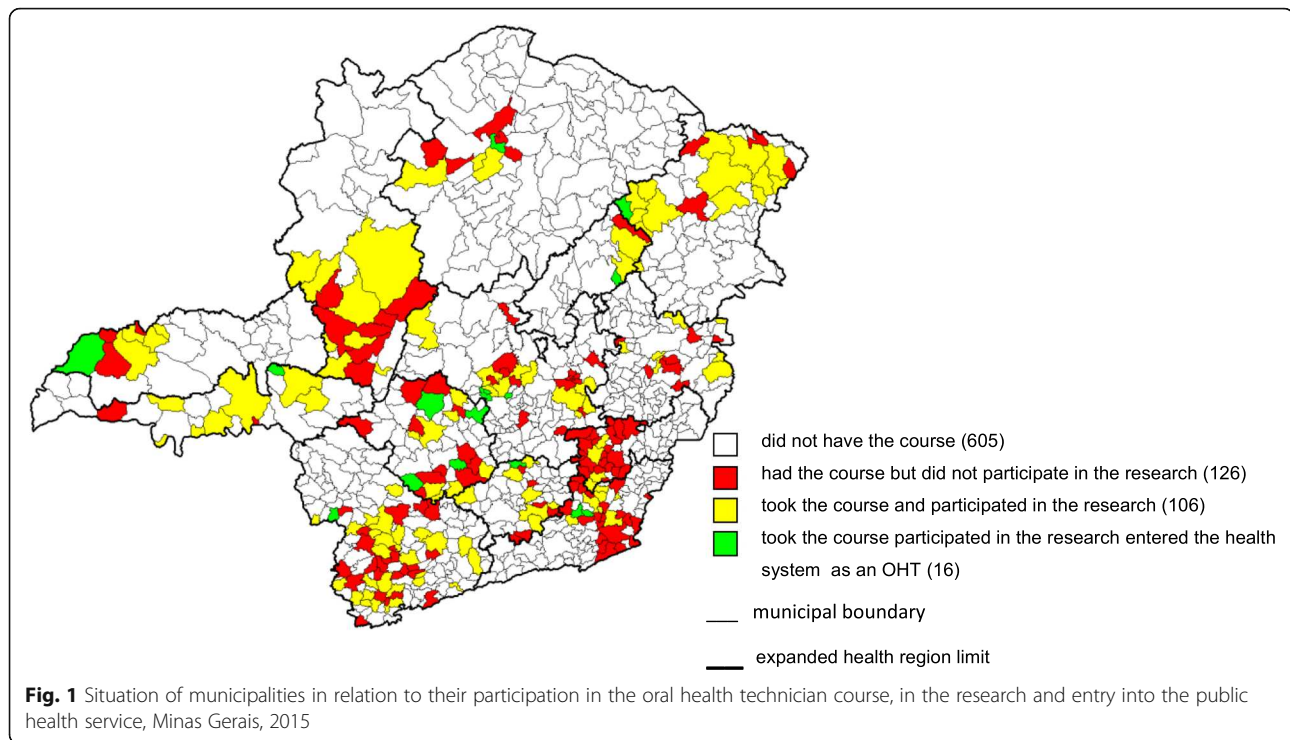 did not have the course (605)
had the course but did not participate in the research (126)
took the course and participated in the research (106)
took the course participated in the research entered the health
system as an OHT (16)
municipal boundary
expanded health region limit
Fig. 1 Situation of municipalities in relation to their participation in the oral health technician course, in the research and entry into the public
health service, Minas Gerais, 2015